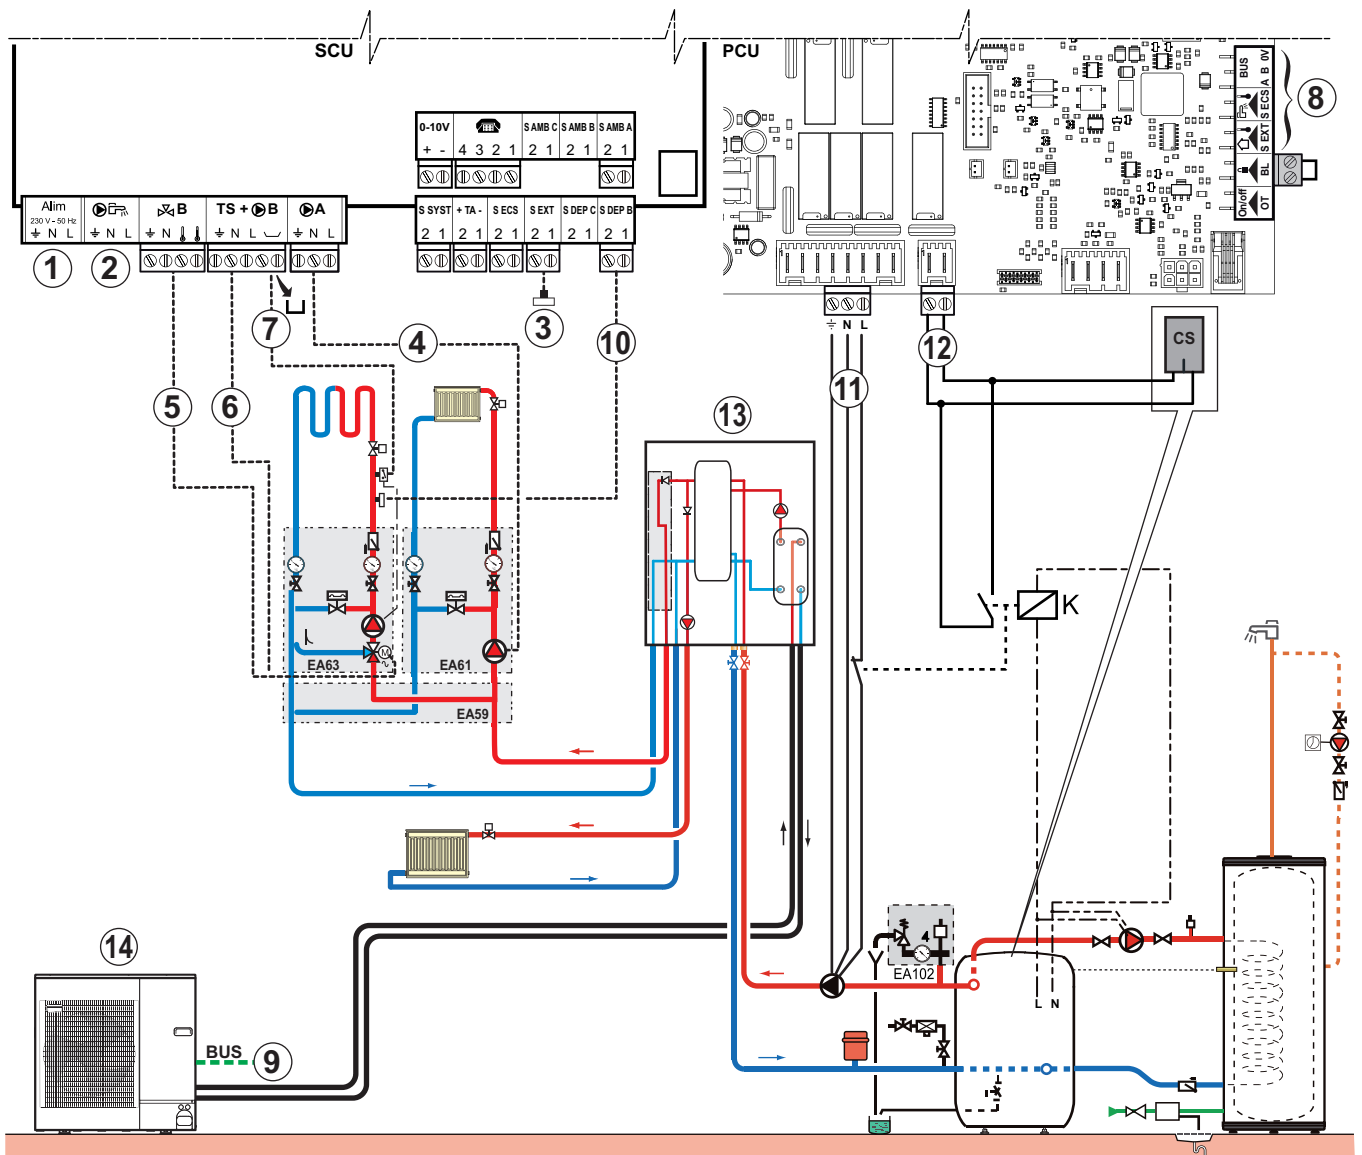 SCU
PCU
0-10V
+ -
4 3 2 1
S AMB C
2 1
S AMB B
2 1
S AMB A
2 1
Alim
230 V - 50 Hz
N L
N L
B
N
TS + B
N L
A
N L
S SYST
2 1
+ TA -
2 1
S ECS
2 1
S EXT
2 1
S DEP C
2 1
S DEP B
2 1
BUS
A B 0V
S ECS
S EXT
BL
On/off
OT
8
1
1
1
1
2
3
4
5
6
7
10
N L
11
12
CS
13
K
EA63
EA61
M
EA59
4
EA102
L N
14
BUS
9